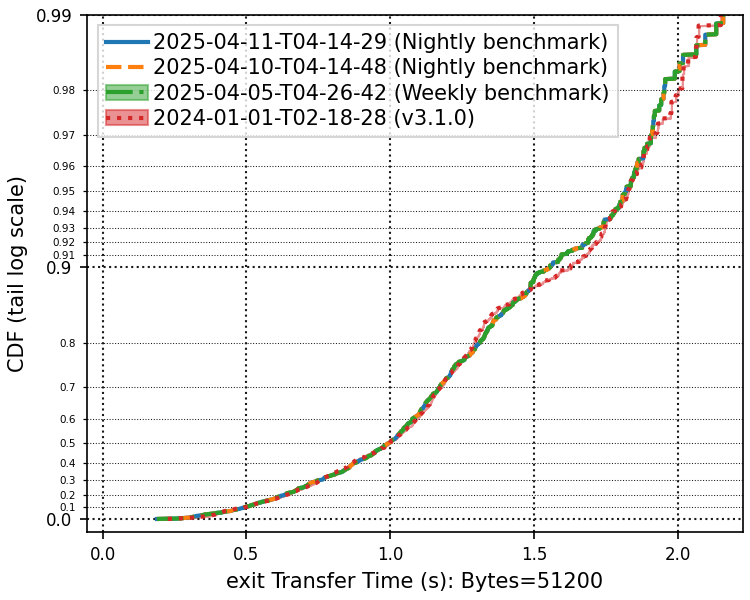 0.99
2025-04-11-T04-14-29 (Nightly benchmark)
2025-04-10-T04-14-48 (Nightly benchmark)
2025-04-05-T04-26-42 (Weekly benchmark)
2024-01-01-T02-18-28 (v3.1.0)
0.98
0.97
0.96
0.95
0.94
0.93
0.92
0.91
0.9
0.8
0.7
0.6
0.5
0.4
0.3
0.2
0.1
0.0
CDF (tail log scale)
0.0 0.5 1.0 1.5 2.0
exit Transfer Time (s): Bytes=51200